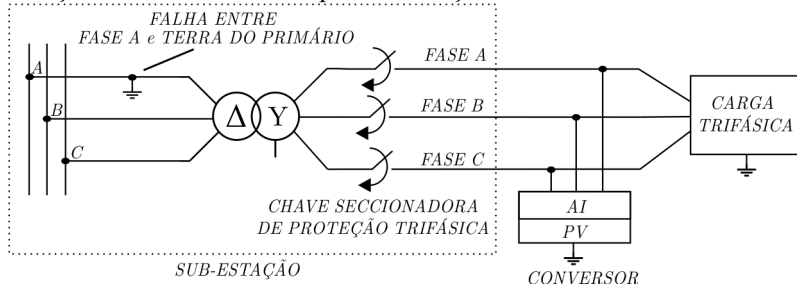 FALHA ENTRE
FASE A e TERRA DO PRIMÁRIO
A
B
C
Δ
Y
FASE A
FASE B
FASE C
CARGA
TRIFÁSICA
CHAVE SECCIONADORA
DE PROTEÇÃO TRIFÁSICA
AI
PV
SUB-ESTAÇÃO
CONVERSOR